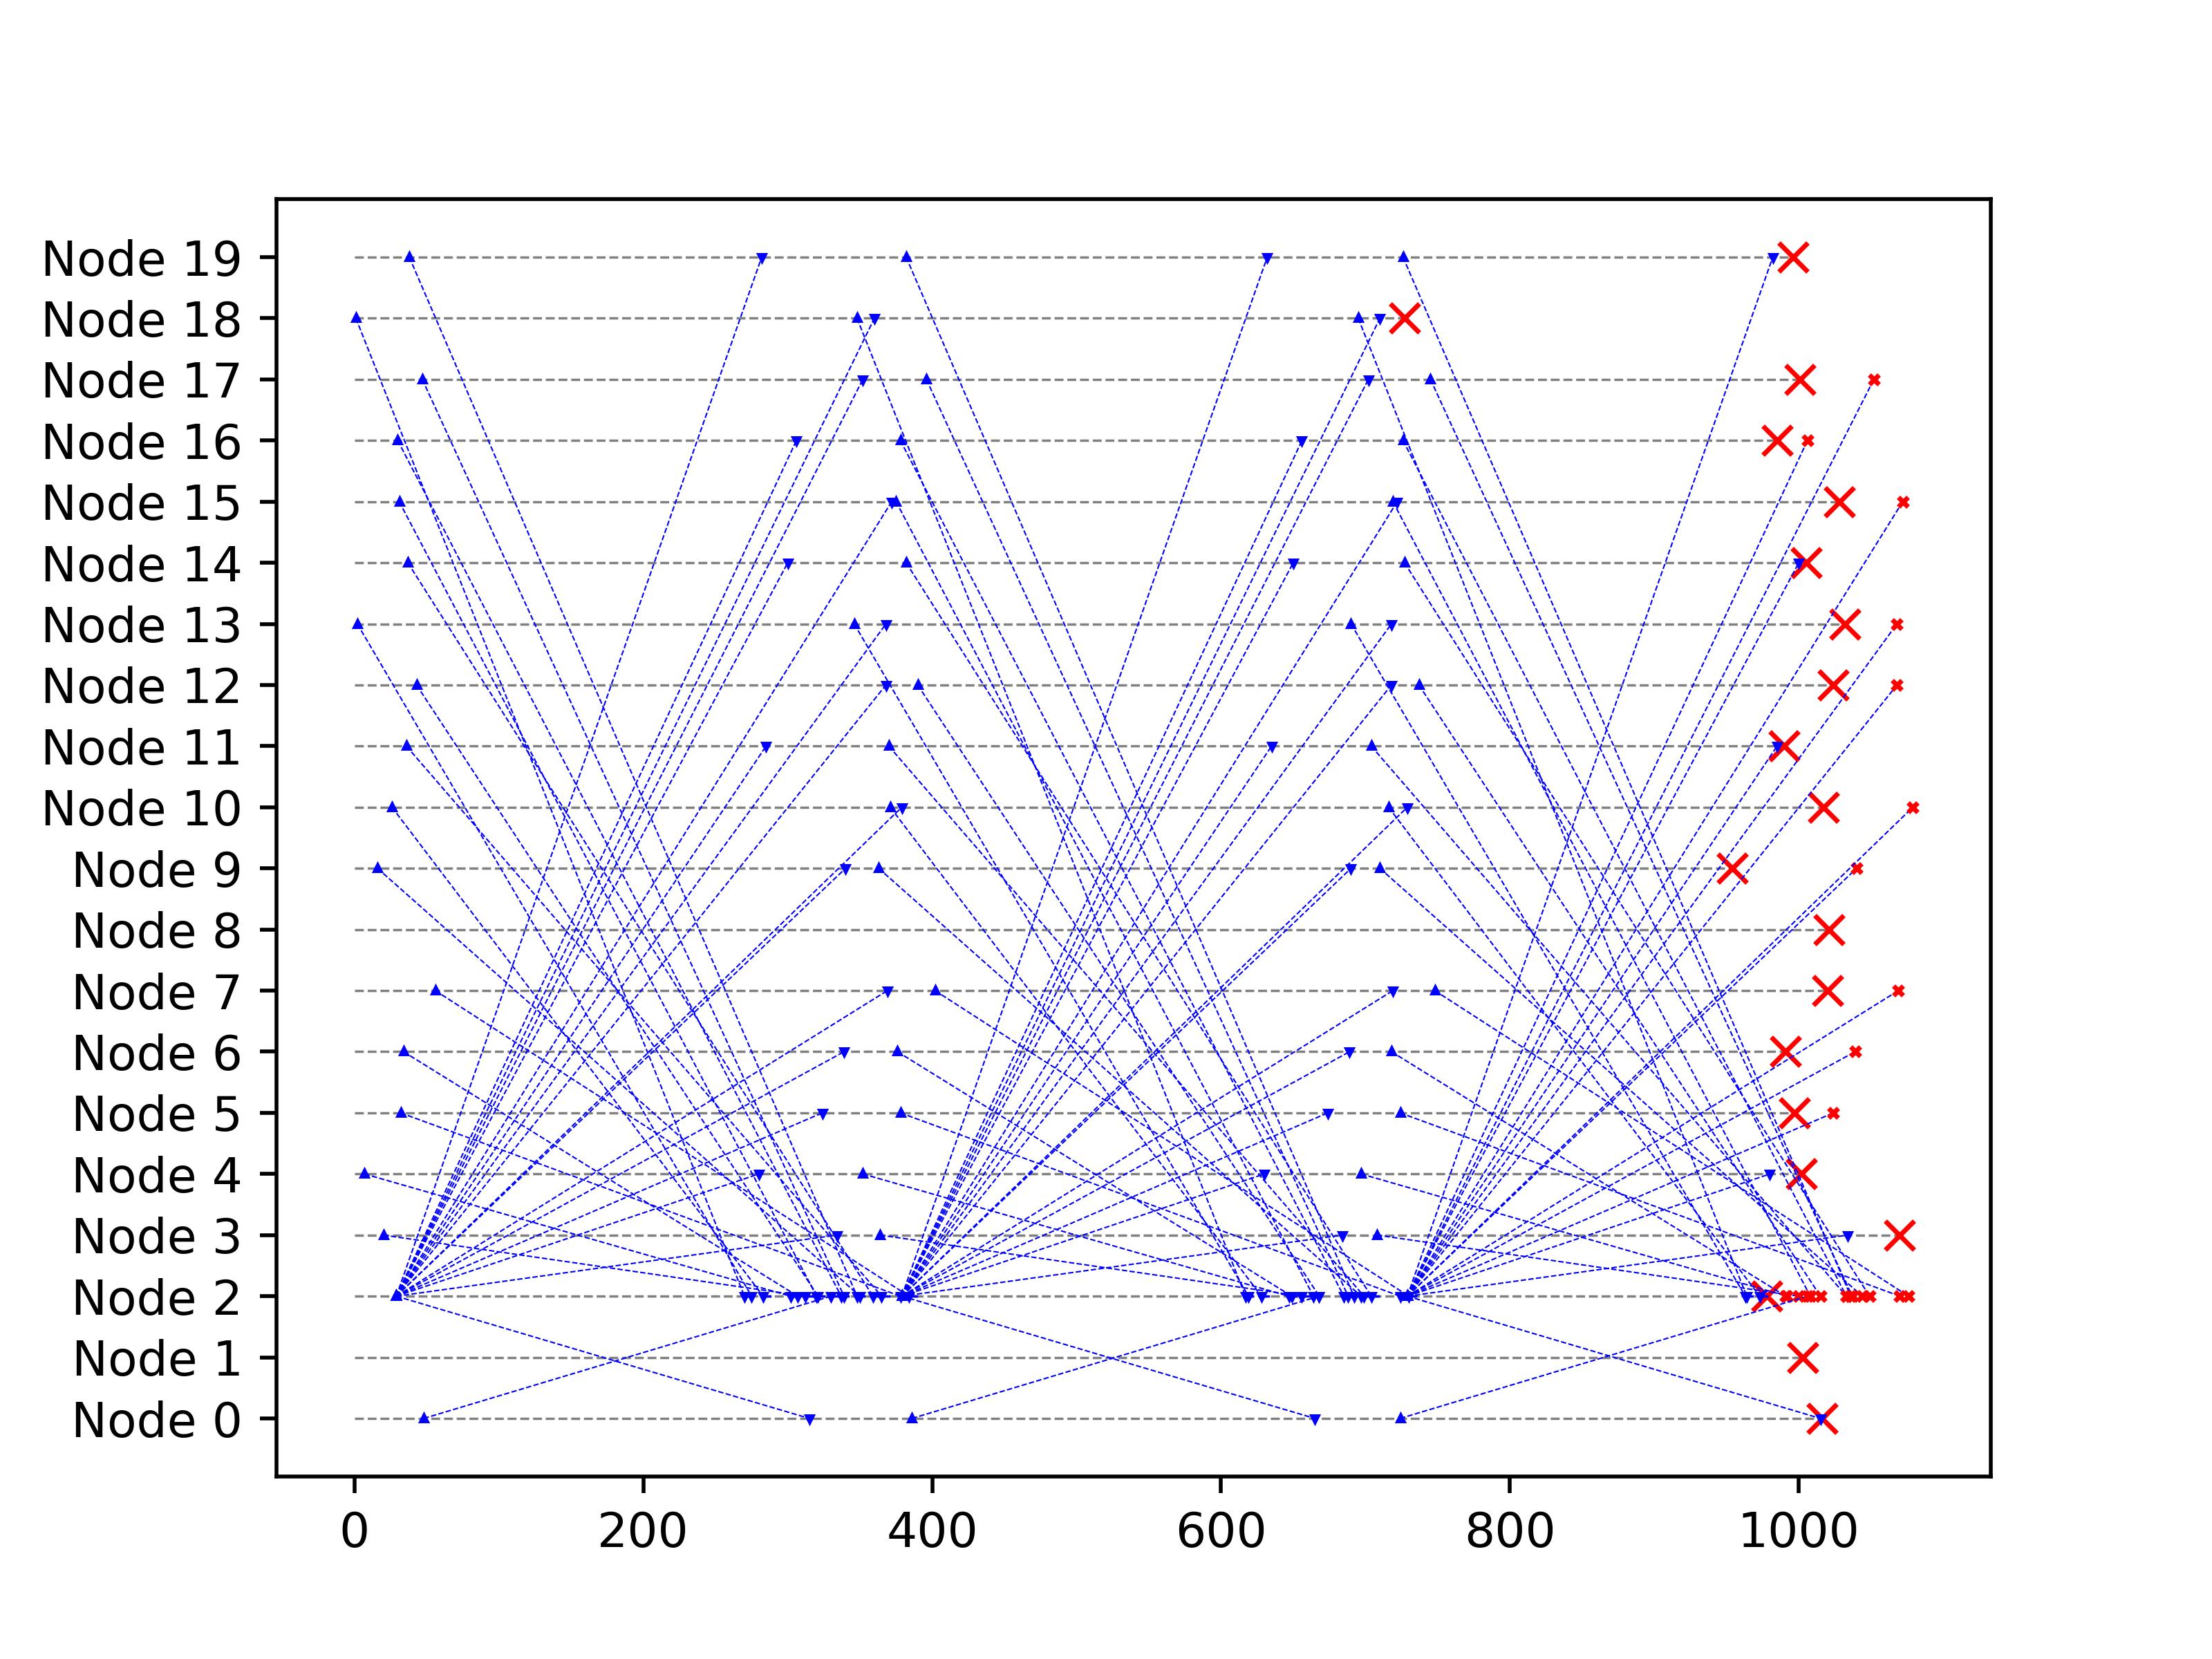 Node 19
Node 18
Node 17
Node 16
Node 15
Node 14
Node 13
Node 12
Node 11
Node 10
Node 9
Node 8
Node 7
Node 6
Node 5
Node 4
Node 3
Node 2
Node 1
Node 0
0 200 400 600 800 1000